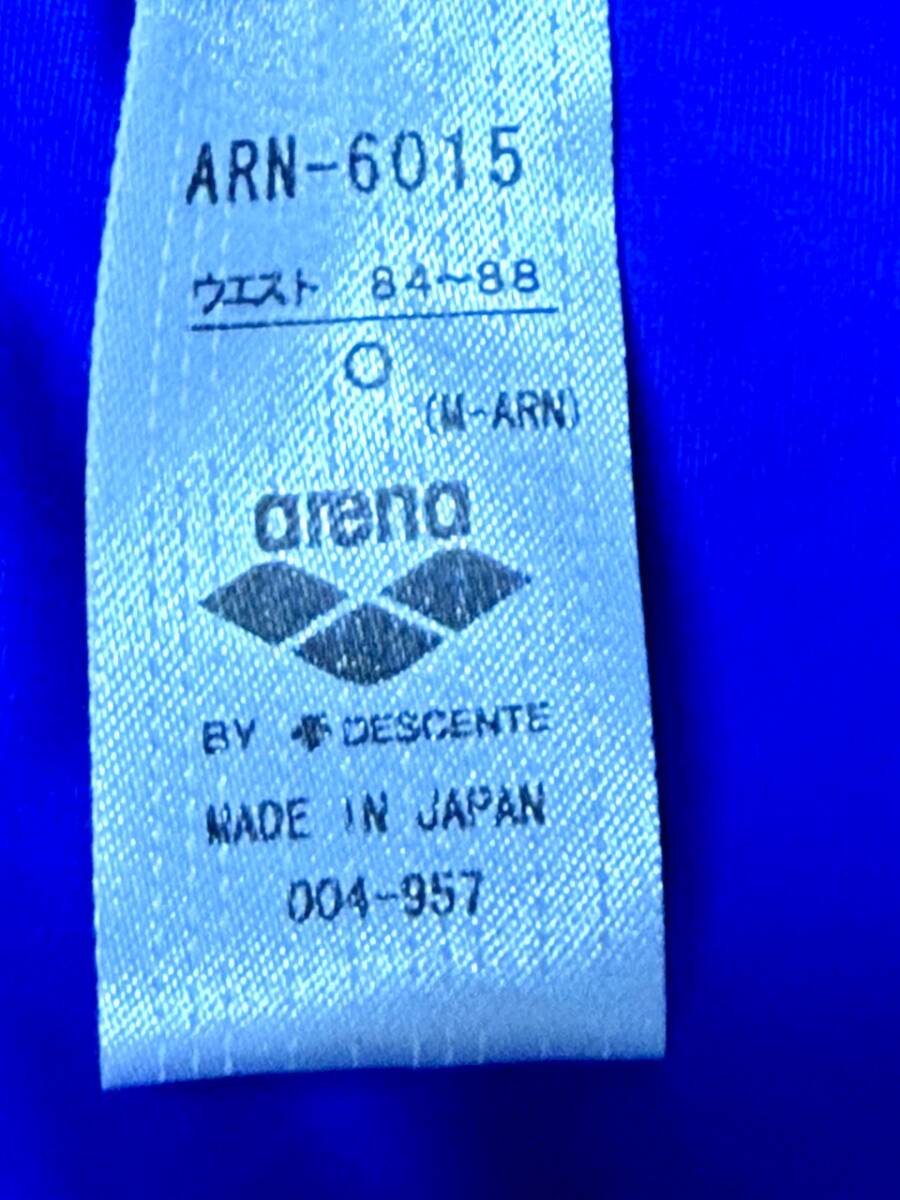 ARN-6015
ウエスト 84~88
O
(M-ARN)
arena
BY DESCENTE
MADE IN JAPAN
004-957